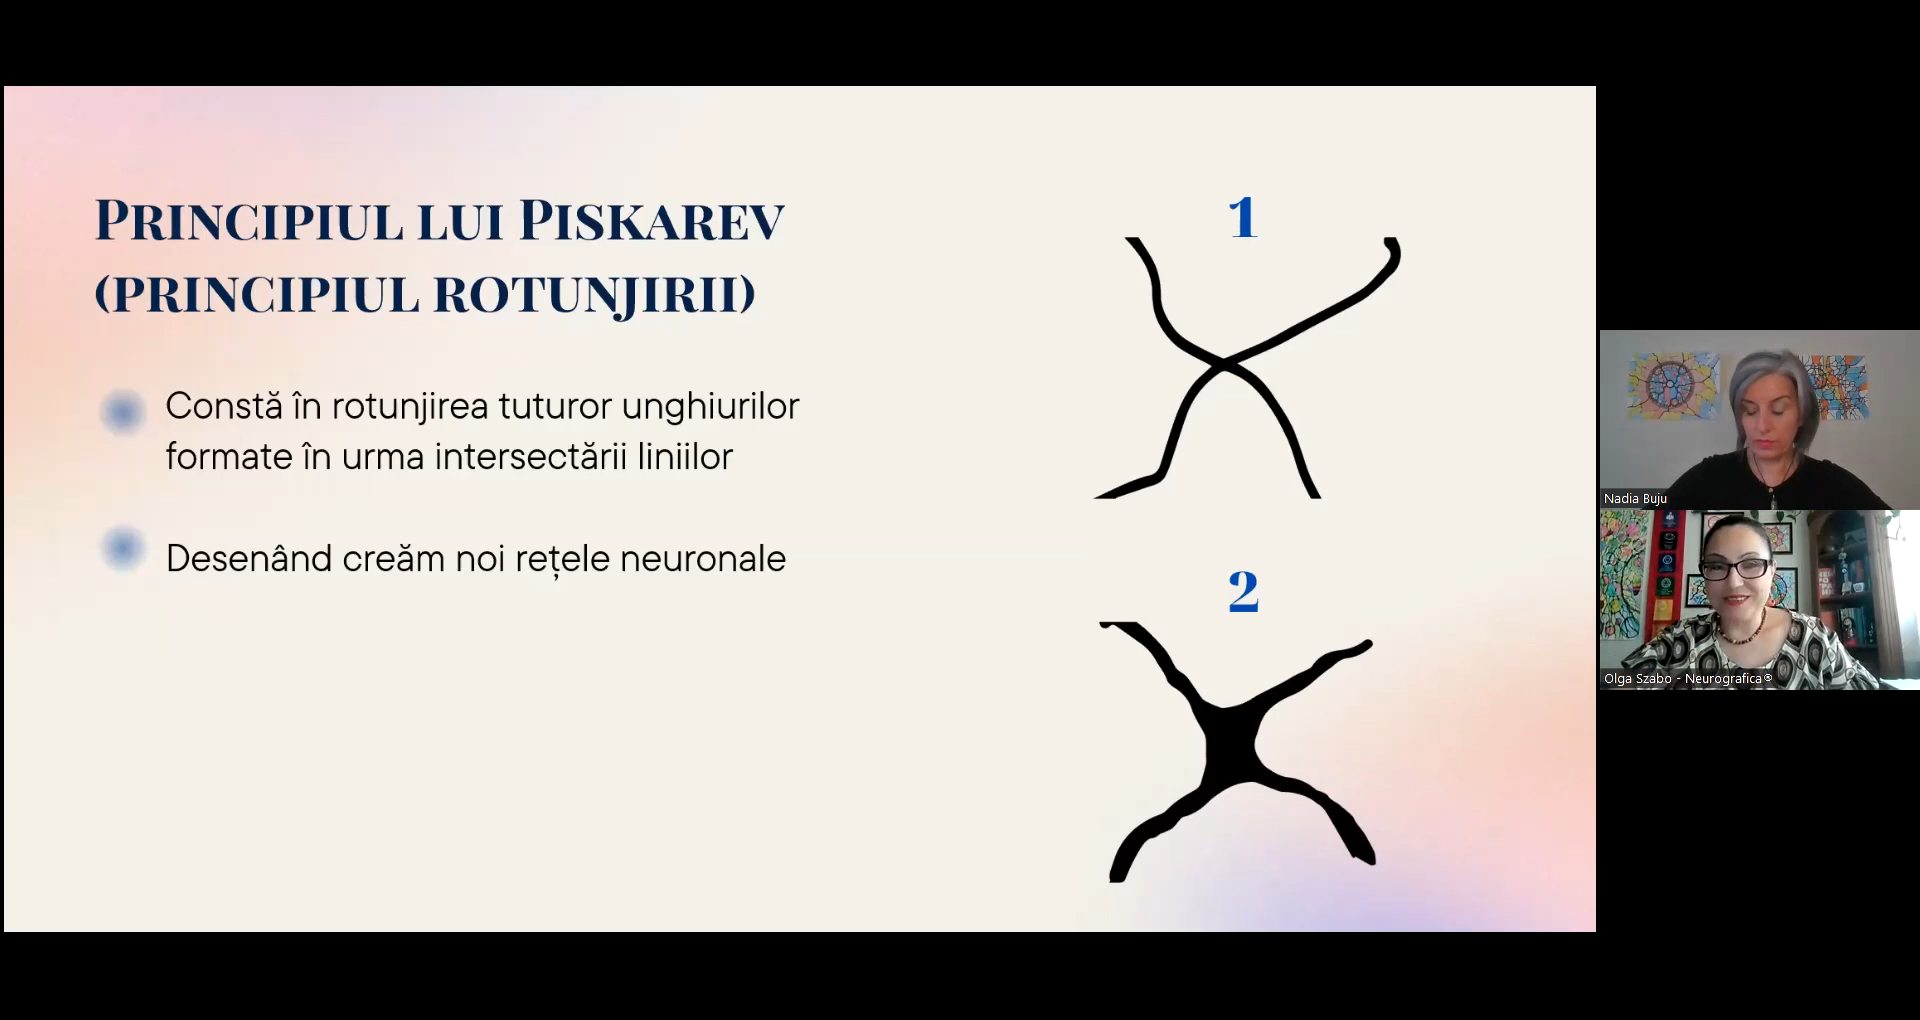 PRINCIPIUL LUI PISKAREV
(PRINCIPIUL ROTUNJIRII)
Constă în rotunjirea tuturor unghiurilor
formate în urma intersectării liniilor
Desenând creăm noi rețele neuronale
1
2
Nadia Buju
Olga Szabo - Neurografica®